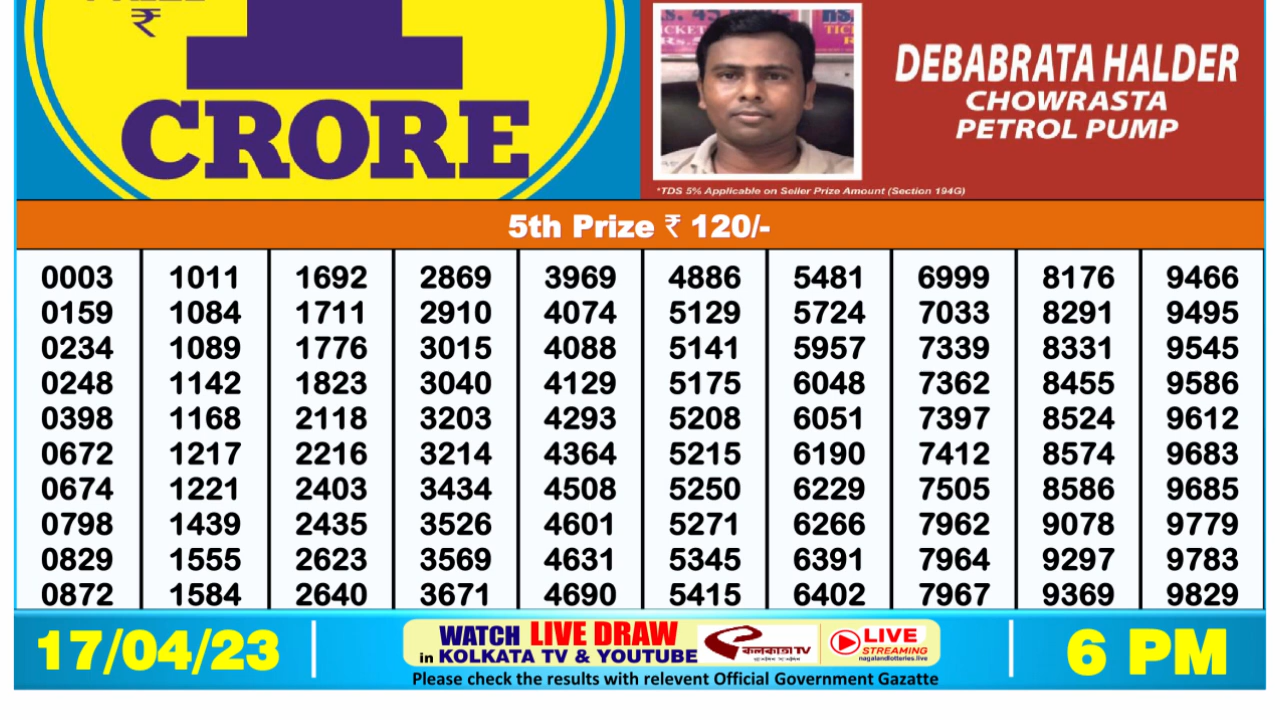 ₹
1
CRORE
DEBABRATA HALDER
CHOWRASTA
PETROL PUMP
*TDS 5% Applicable on Seller Prize Amount (Section 194G)
5th Prize ₹ 120/-
0003 1011 1692 2869 3969 4886 5481 6999 8176 9466
0159 1084 1711 2910 4074 5129 5724 7033 8291 9495
0234 1089 1776 3015 4088 5141 5957 7339 8331 9545
0248 1142 1823 3040 4129 5175 6048 7362 8455 9586
0398 1168 2118 3203 4293 5208 6051 7397 8524 9612
0672 1217 2216 3214 4364 5215 6190 7412 8574 9683
0674 1221 2403 3434 4508 5250 6229 7505 8586 9685
0798 1439 2435 3526 4601 5271 6266 7962 9078 9779
0829 1555 2623 3569 4631 5345 6391 7964 9297 9783
0872 1584 2640 3671 4690 5415 6402 7967 9369 9829
17/04/23
WATCH LIVE DRAW
in KOLKATA TV & YOUTUBE
কলকাতা TV
LIVE
STREAMING
nagalandlotteries.live
Please check the results with relevent Official Government Gazatte
6 PM